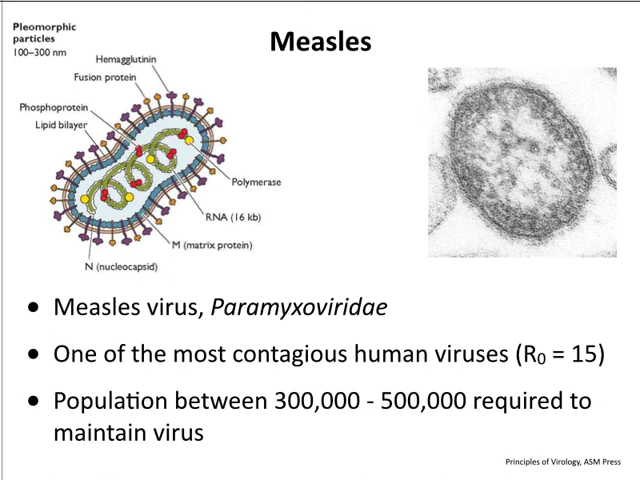 Pleomorphic
particles
100–300 nm
Measles
Hemagglutinin
Fusion protein
Phosphoprotein
Lipid bilayer
Polymerase
RNA (16 kb)
M (matrix protein)
N (nucleocapsid)
● Measles virus, Paramyxoviridae
● One of the most contagious human viruses (R₀ = 15)
● Population between 300,000 - 500,000 required to
maintain virus
Principles of Virology, ASM Press